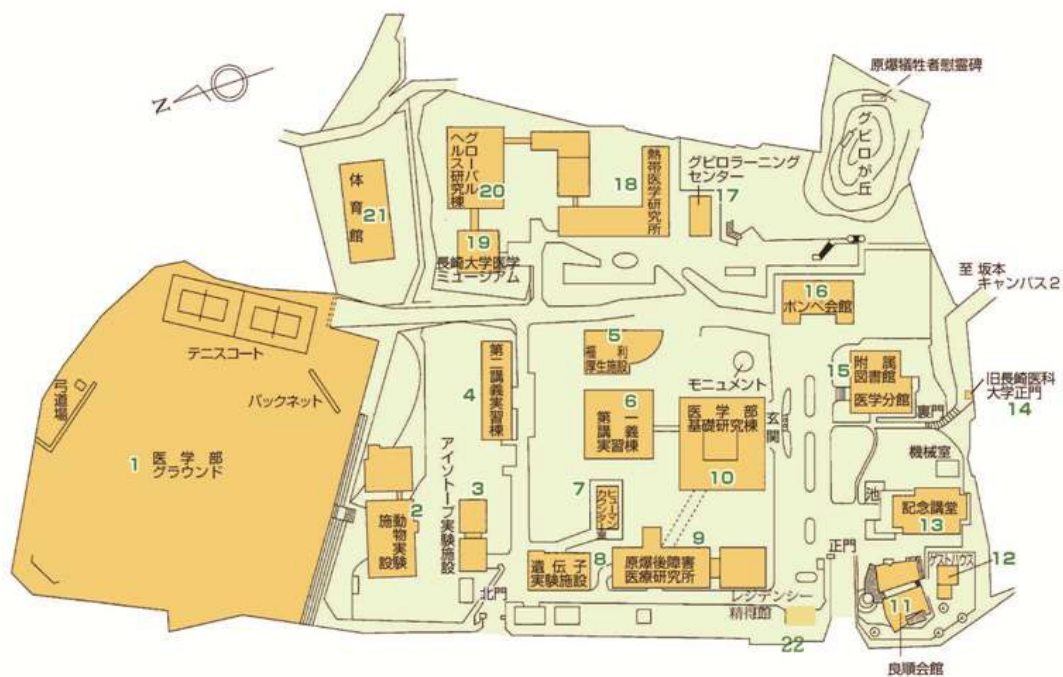 原爆犠牲者慰霊碑
グビロが丘
N
グローバル
ヘルス研究棟
20
体育館
21
18
熱帯医学研究所
グビロラーニング
センター
17
19
長崎大学医学
ミュージアム
至 坂本
キャンパス2
16
ポンペ会館
テニスコート
弓道場
バックネット
第二講義実習棟
4
5
福利
厚生施設
モニュメント
15
附属
図書館
医学分館
裏門
旧長崎医科
大学正門
14
6
第一講義
実習棟
医学部
基礎研究棟
10
玄関
1
医学部
グラウンド
アイソトープ実験施設
3
2
動物実験
施設
7
ヒューマン
カウンター室
機械室
池
記念講堂
13
8
遺伝子
実験施設
9
原爆後障害
医療研究所
正門
ゲストハウス
12
北門
レジデンシー
精得館
22
11
良順会館